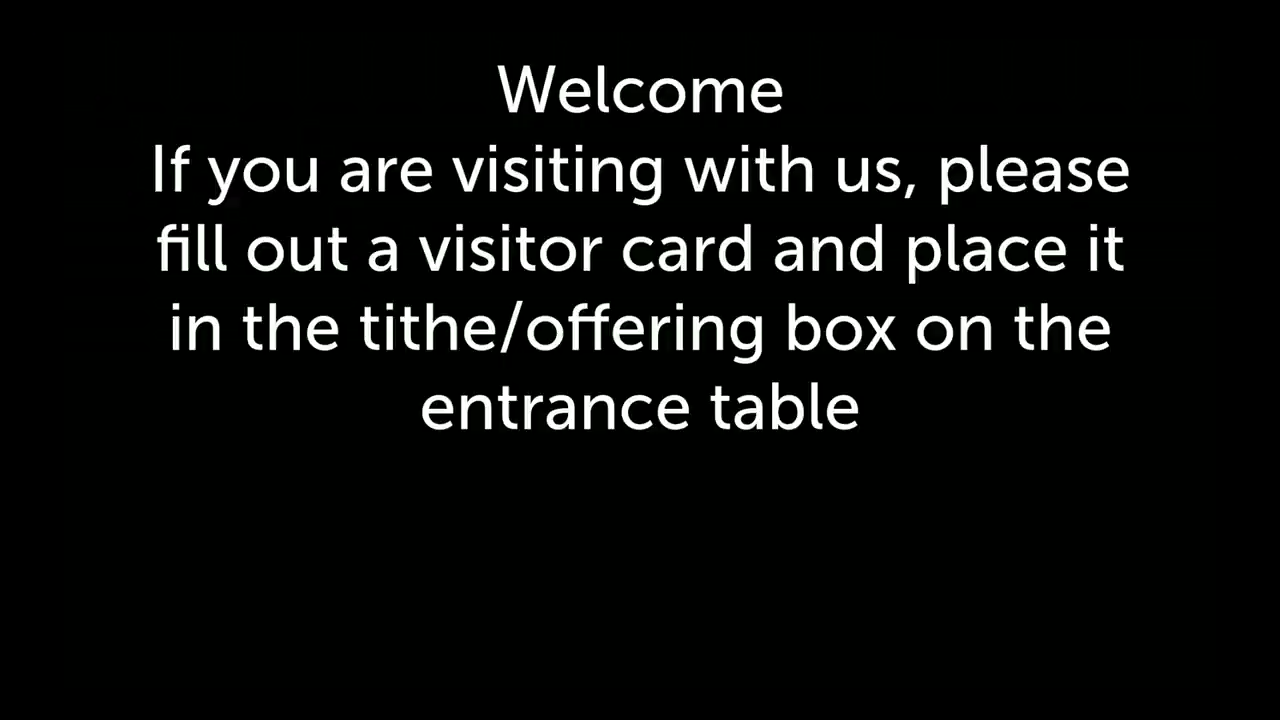 Welcome
If you are visiting with us, please
fill out a visitor card and place it
in the tithe/offering box on the
entrance table